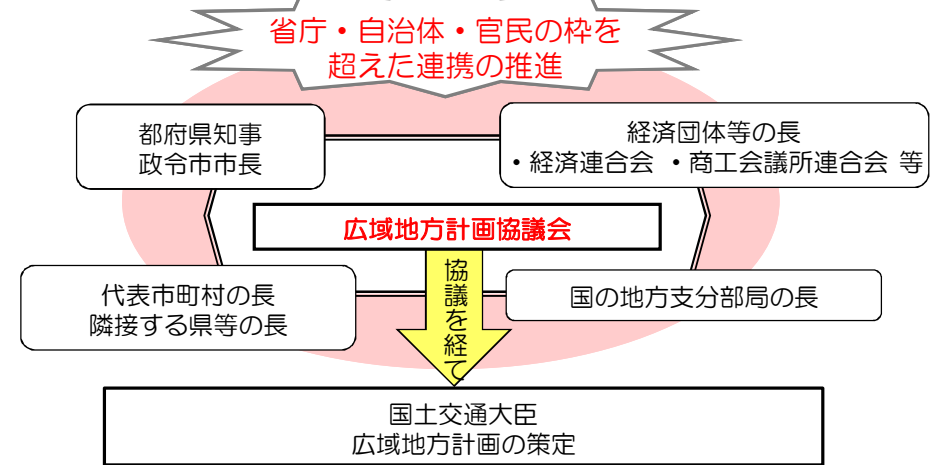 省庁・自治体・官民の枠を
超えた連携の推進
都府県知事
政令市市長
経済団体等の長
・経済連合会 ・商工会議所連合会 等
広域地方計画協議会
協議を経て
代表市町村の長
隣接する県等の長
国の地方支分部局の長
国土交通大臣
広域地方計画の策定